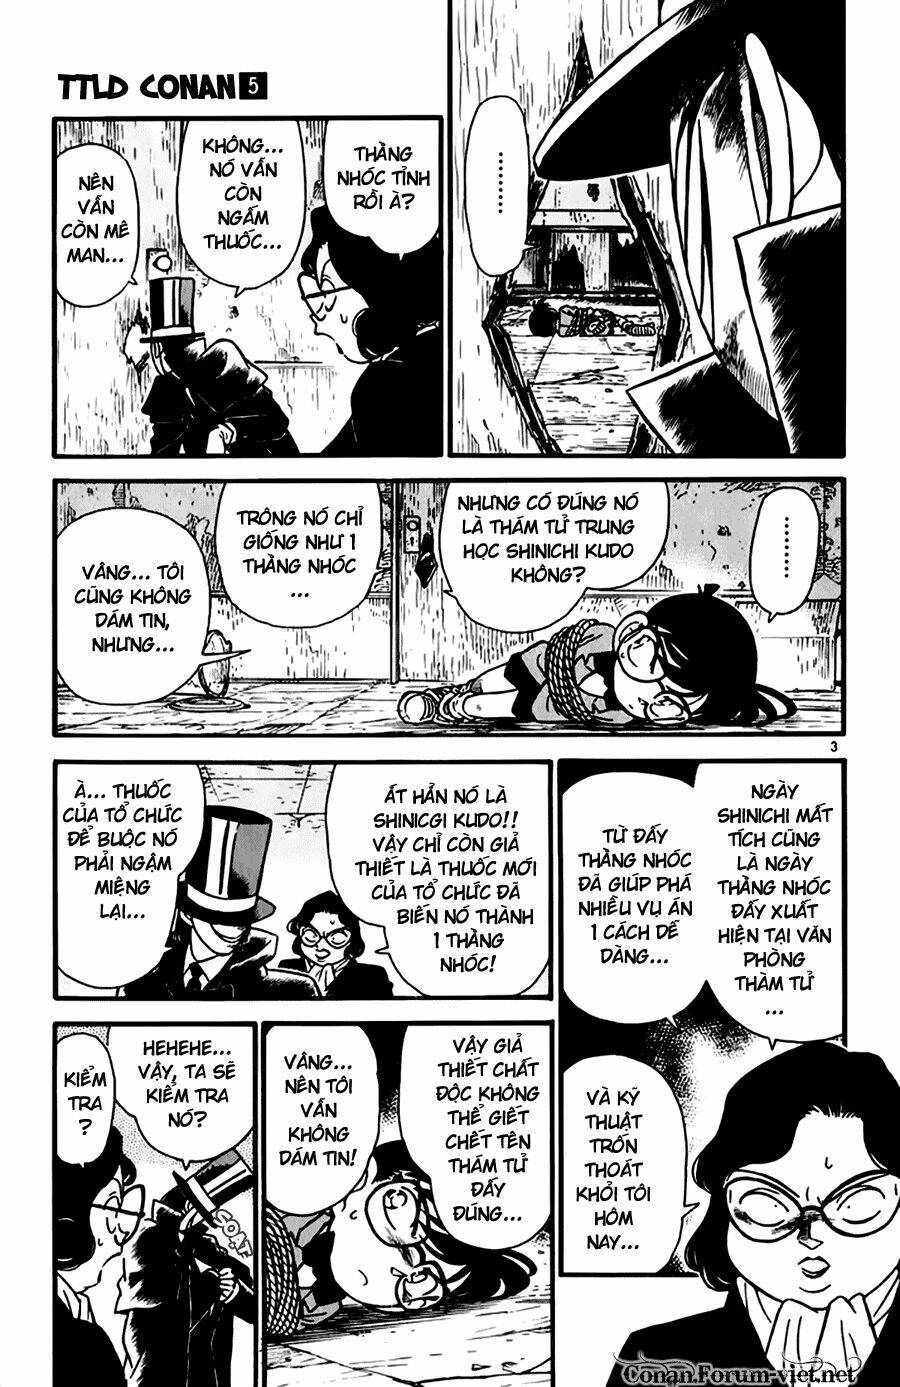 TTLD CONAN 5
.........
THẰNG
NHÓC TỈNH
RỒI À?
KHÔNG...
NÓ VẪN
CÒN
NGẤM
THUỐC...
NÊN
VẪN
CÒN MÊ
MAN...
.......
NHƯNG CÓ ĐÚNG NÓ
LÀ THÁM TỬ TRUNG
HỌC SHINICHI KUDO
KHÔNG?
TRÔNG NÓ CHỈ
GIỐNG NHƯ 1
THẰNG NHÓC
...
VÂNG... TÔI
CŨNG KHÔNG
DÁM TIN,
NHƯNG...
3
NGÀY
SHINICHI MẤT
TÍCH CŨNG
LÀ NGÀY
THẰNG NHÓC
ĐẤY XUẤT
HIỆN TẠI VĂN
PHÒNG
THÀM TỬ
...
TỪ ĐẤY
THẰNG NHÓC
ĐÃ GIÚP PHÁ
NHIỀU VỤ ÁN
1 CÁCH DỄ
DÀNG...
VÀ KỸ
THUẬT
TRỐN
THOÁT
KHỎI TÔI
HÔM
NAY...
ẮT HẲN NÓ LÀ
SHINICGI KUDO!!
VẬY CHỈ CÒN GIẢ
THIẾT LÀ THUỐC MỚI
CỦA TỔ CHỨC ĐÃ
BIẾN NÓ THÀNH
1 THẰNG
NHÓC!
À... THUỐC
CỦA TỔ CHỨC
ĐỂ BUỘC NÓ
PHẢI NGẬM
MIỆNG
LẠI...
VẬY GIẢ
THIẾT CHẤT
ĐỘC KHÔNG
THỂ GIẾT
CHẾT TÊN
THÁM TỬ
ĐẤY
ĐÚNG...
VÂNG...
NÊN TÔI
VẪN
KHÔNG
DÁM TIN!
HEHEHE...
VẬY, TA SẼ
KIỂM TRA
NÓ?
SOẠT
KIỂM
TRA
?
Conan.Forum-viet.net